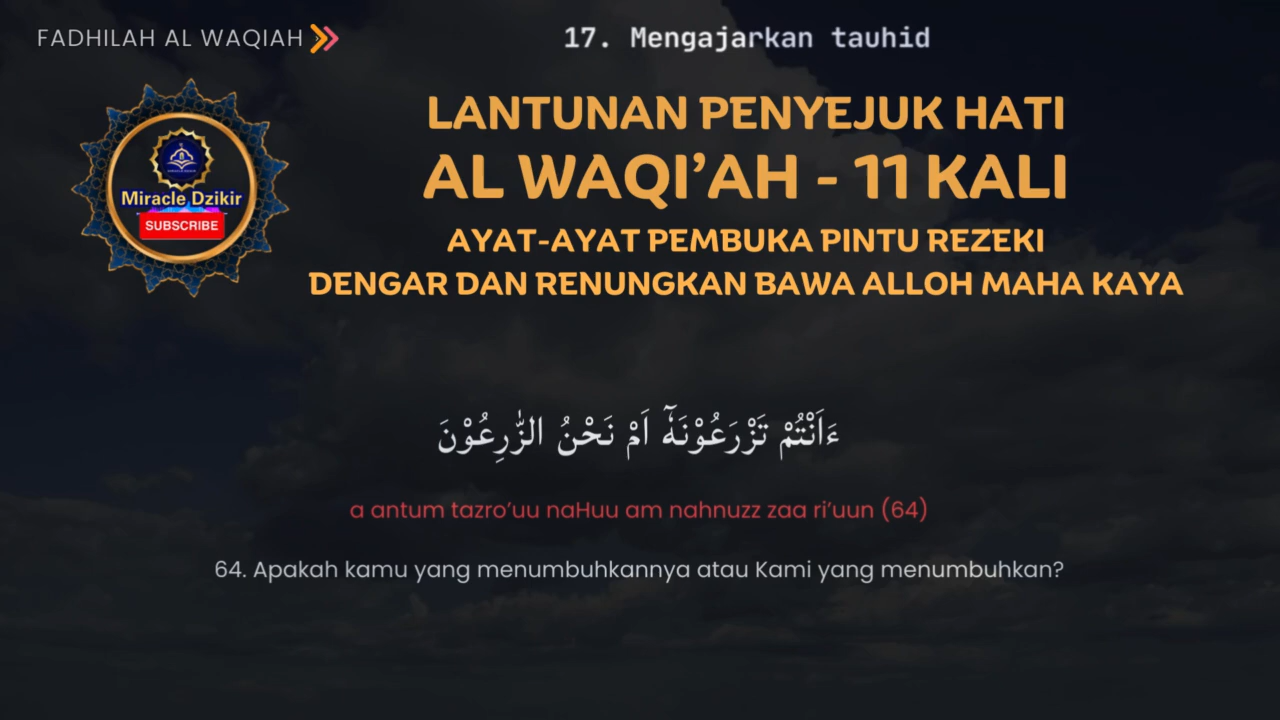 FADHILAH AL WAQIAH
17. Mengajarkan tauhid
LANTUNAN PENYEJUK HATI
AL WAQI’AH - 11 KALI
AYAT-AYAT PEMBUKA PINTU REZEKI
DENGAR DAN RENUNGKAN BAWA ALLOH MAHA KAYA
Miracle Dzikir
SUBSCRIBE
ءَاَنْتُمْ تَزْرَعُوْنَهٗٓ اَمْ نَحْنُ الزّٰرِعُوْنَ
a antum tazro’uu naHuu am nahnuzz zaa ri’uun (64)
64. Apakah kamu yang menumbuhkannya atau Kami yang menumbuhkan?